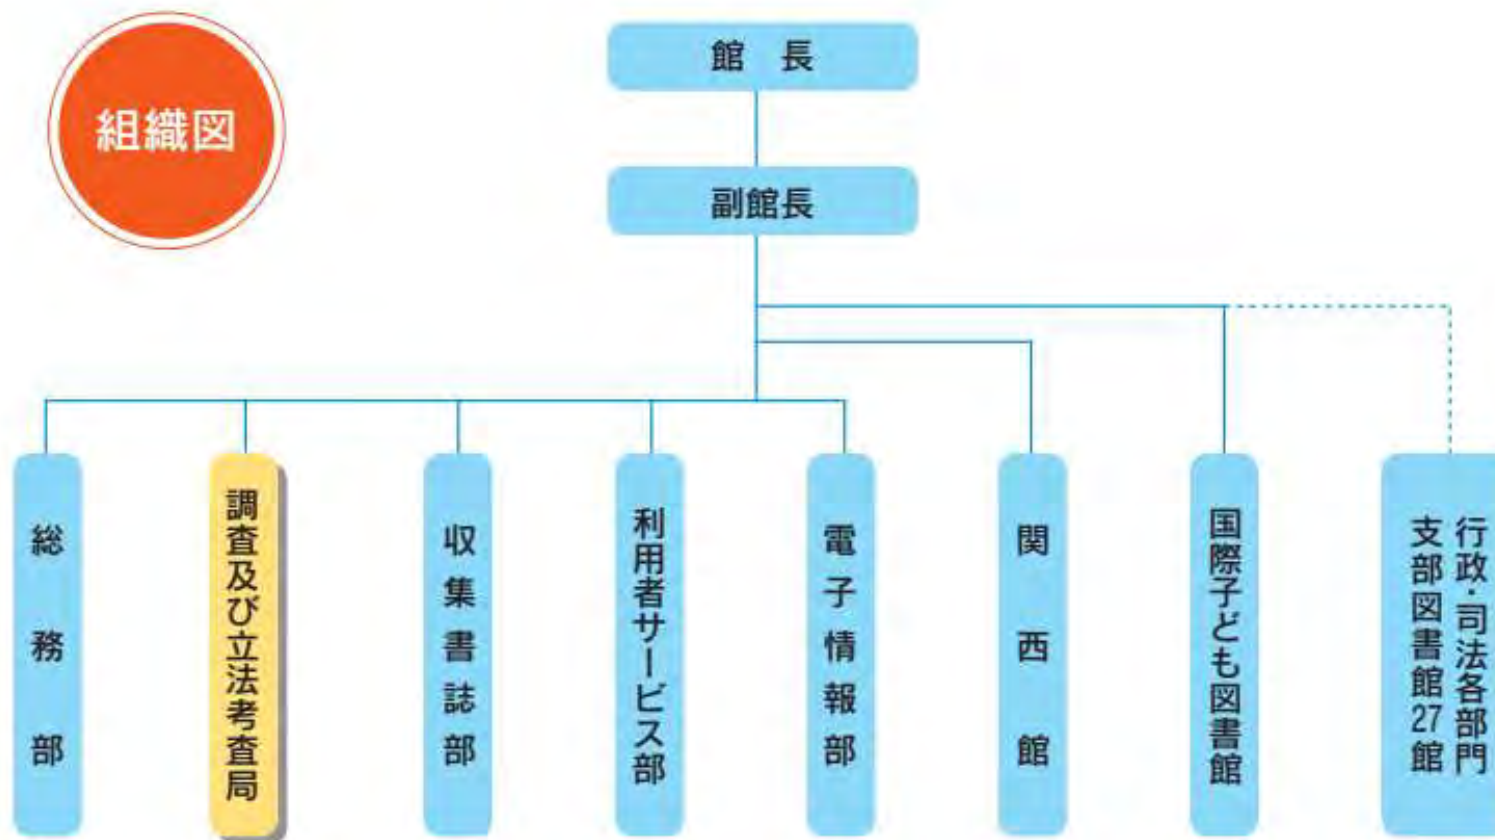 組織図
館 長
副館長
総務部
調査及び立法考査局
収集書誌部
利用者サービス部
電子情報部
関西館
国際子ども図書館
行政・司法各部門
支部図書館27館